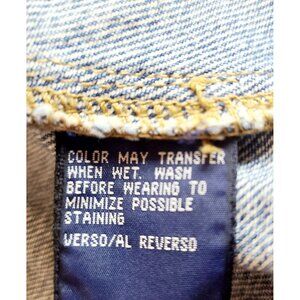 COLOR MAY TRANSFER
WHEN WET. WASH
BEFORE WEARING TO
MINIMIZE POSSIBLE
STAINING
VERSO/AL REVERSO